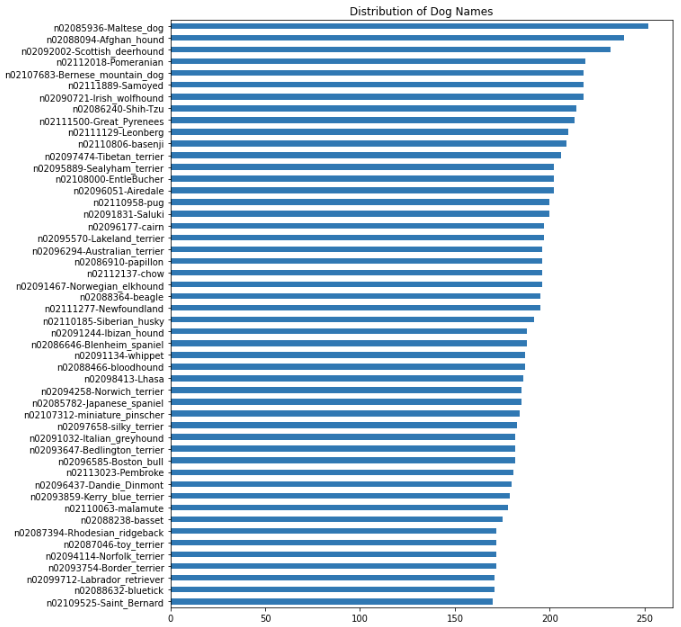 Distribution of Dog Names
n02085936-Maltese_dog
n02088094-Afghan_hound
n02092002-Scottish_deerhound
n02112018-Pomeranian
n02107683-Bernese_mountain_dog
n02111889-Samoyed
n02090721-Irish_wolfhound
n02086240-Shih-Tzu
n02111500-Great_Pyrenees
n02111129-Leonberg
n02110806-basenji
n02097474-Tibetan_terrier
n02095889-Sealyham_terrier
n02108000-EntleBucher
n02096051-Airedale
n02110958-pug
n02091831-Saluki
n02096177-cairn
n02095570-Lakeland_terrier
n02096294-Australian_terrier
n02086910-papillon
n02112137-chow
n02091467-Norwegian_elkhound
n02088364-beagle
n02111277-Newfoundland
n02110185-Siberian_husky
n02091244-Ibizan_hound
n02086646-Blenheim_spaniel
n02091134-whippet
n02088466-bloodhound
n02098413-Lhasa
n02094258-Norwich_terrier
n02085782-Japanese_spaniel
n02107312-miniature_pinscher
n02097658-silky_terrier
n02091032-Italian_greyhound
n02093647-Bedlington_terrier
n02096585-Boston_bull
n02113023-Pembroke
n02096437-Dandie_Dinmont
n02093859-Kerry_blue_terrier
n02110063-malamute
n02088238-basset
n02087394-Rhodesian_ridgeback
n02087046-toy_terrier
n02094114-Norfolk_terrier
n02093754-Border_terrier
n02099712-Labrador_retriever
n02088632-bluetick
n02109525-Saint_Bernard
0 50 100 150 200 250